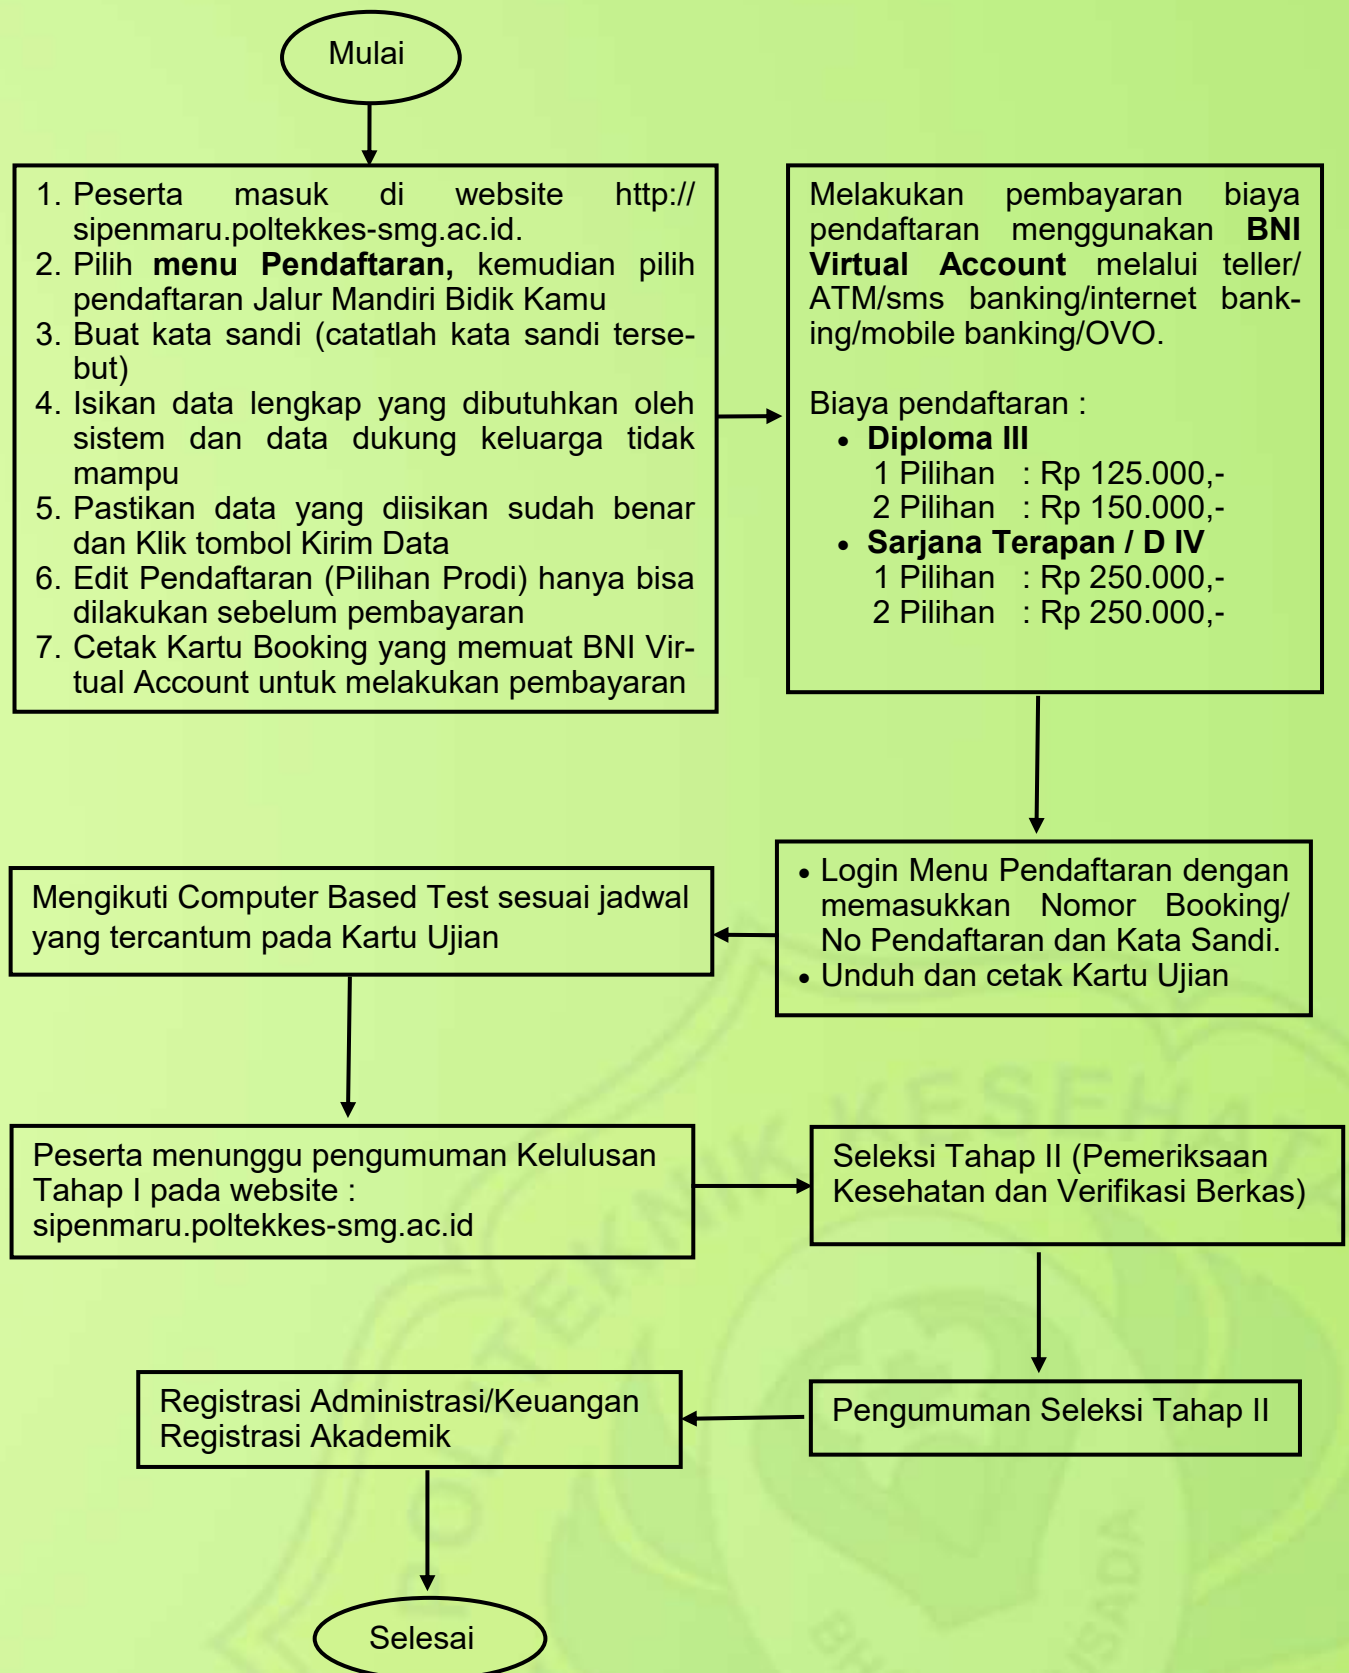 Mulai
1. Peserta masuk di website http://
sipenmaru.poltekkes-smg.ac.id.
2. Pilih menu Pendaftaran, kemudian pilih
pendaftaran Jalur Mandiri Bidik Kamu
3. Buat kata sandi (catatlah kata sandi terse-
but)
4. Isikan data lengkap yang dibutuhkan oleh
sistem dan data dukung keluarga tidak
mampu
5. Pastikan data yang diisikan sudah benar
dan Klik tombol Kirim Data
6. Edit Pendaftaran (Pilihan Prodi) hanya bisa
dilakukan sebelum pembayaran
7. Cetak Kartu Booking yang memuat BNI Vir-
tual Account untuk melakukan pembayaran
Melakukan pembayaran biaya
pendaftaran menggunakan BNI
Virtual Account melalui teller/
ATM/sms banking/internet bank-
ing/mobile banking/OVO.
Biaya pendaftaran :
• Diploma III
1 Pilihan : Rp 125.000,-
2 Pilihan : Rp 150.000,-
• Sarjana Terapan / D IV
1 Pilihan : Rp 250.000,-
2 Pilihan : Rp 250.000,-
• Login Menu Pendaftaran dengan
memasukkan Nomor Booking/
No Pendaftaran dan Kata Sandi.
• Unduh dan cetak Kartu Ujian
Mengikuti Computer Based Test sesuai jadwal
yang tercantum pada Kartu Ujian
Peserta menunggu pengumuman Kelulusan
Tahap I pada website :
sipenmaru.poltekkes-smg.ac.id
Seleksi Tahap II (Pemeriksaan
Kesehatan dan Verifikasi Berkas)
Pengumuman Seleksi Tahap II
Registrasi Administrasi/Keuangan
Registrasi Akademik
Selesai